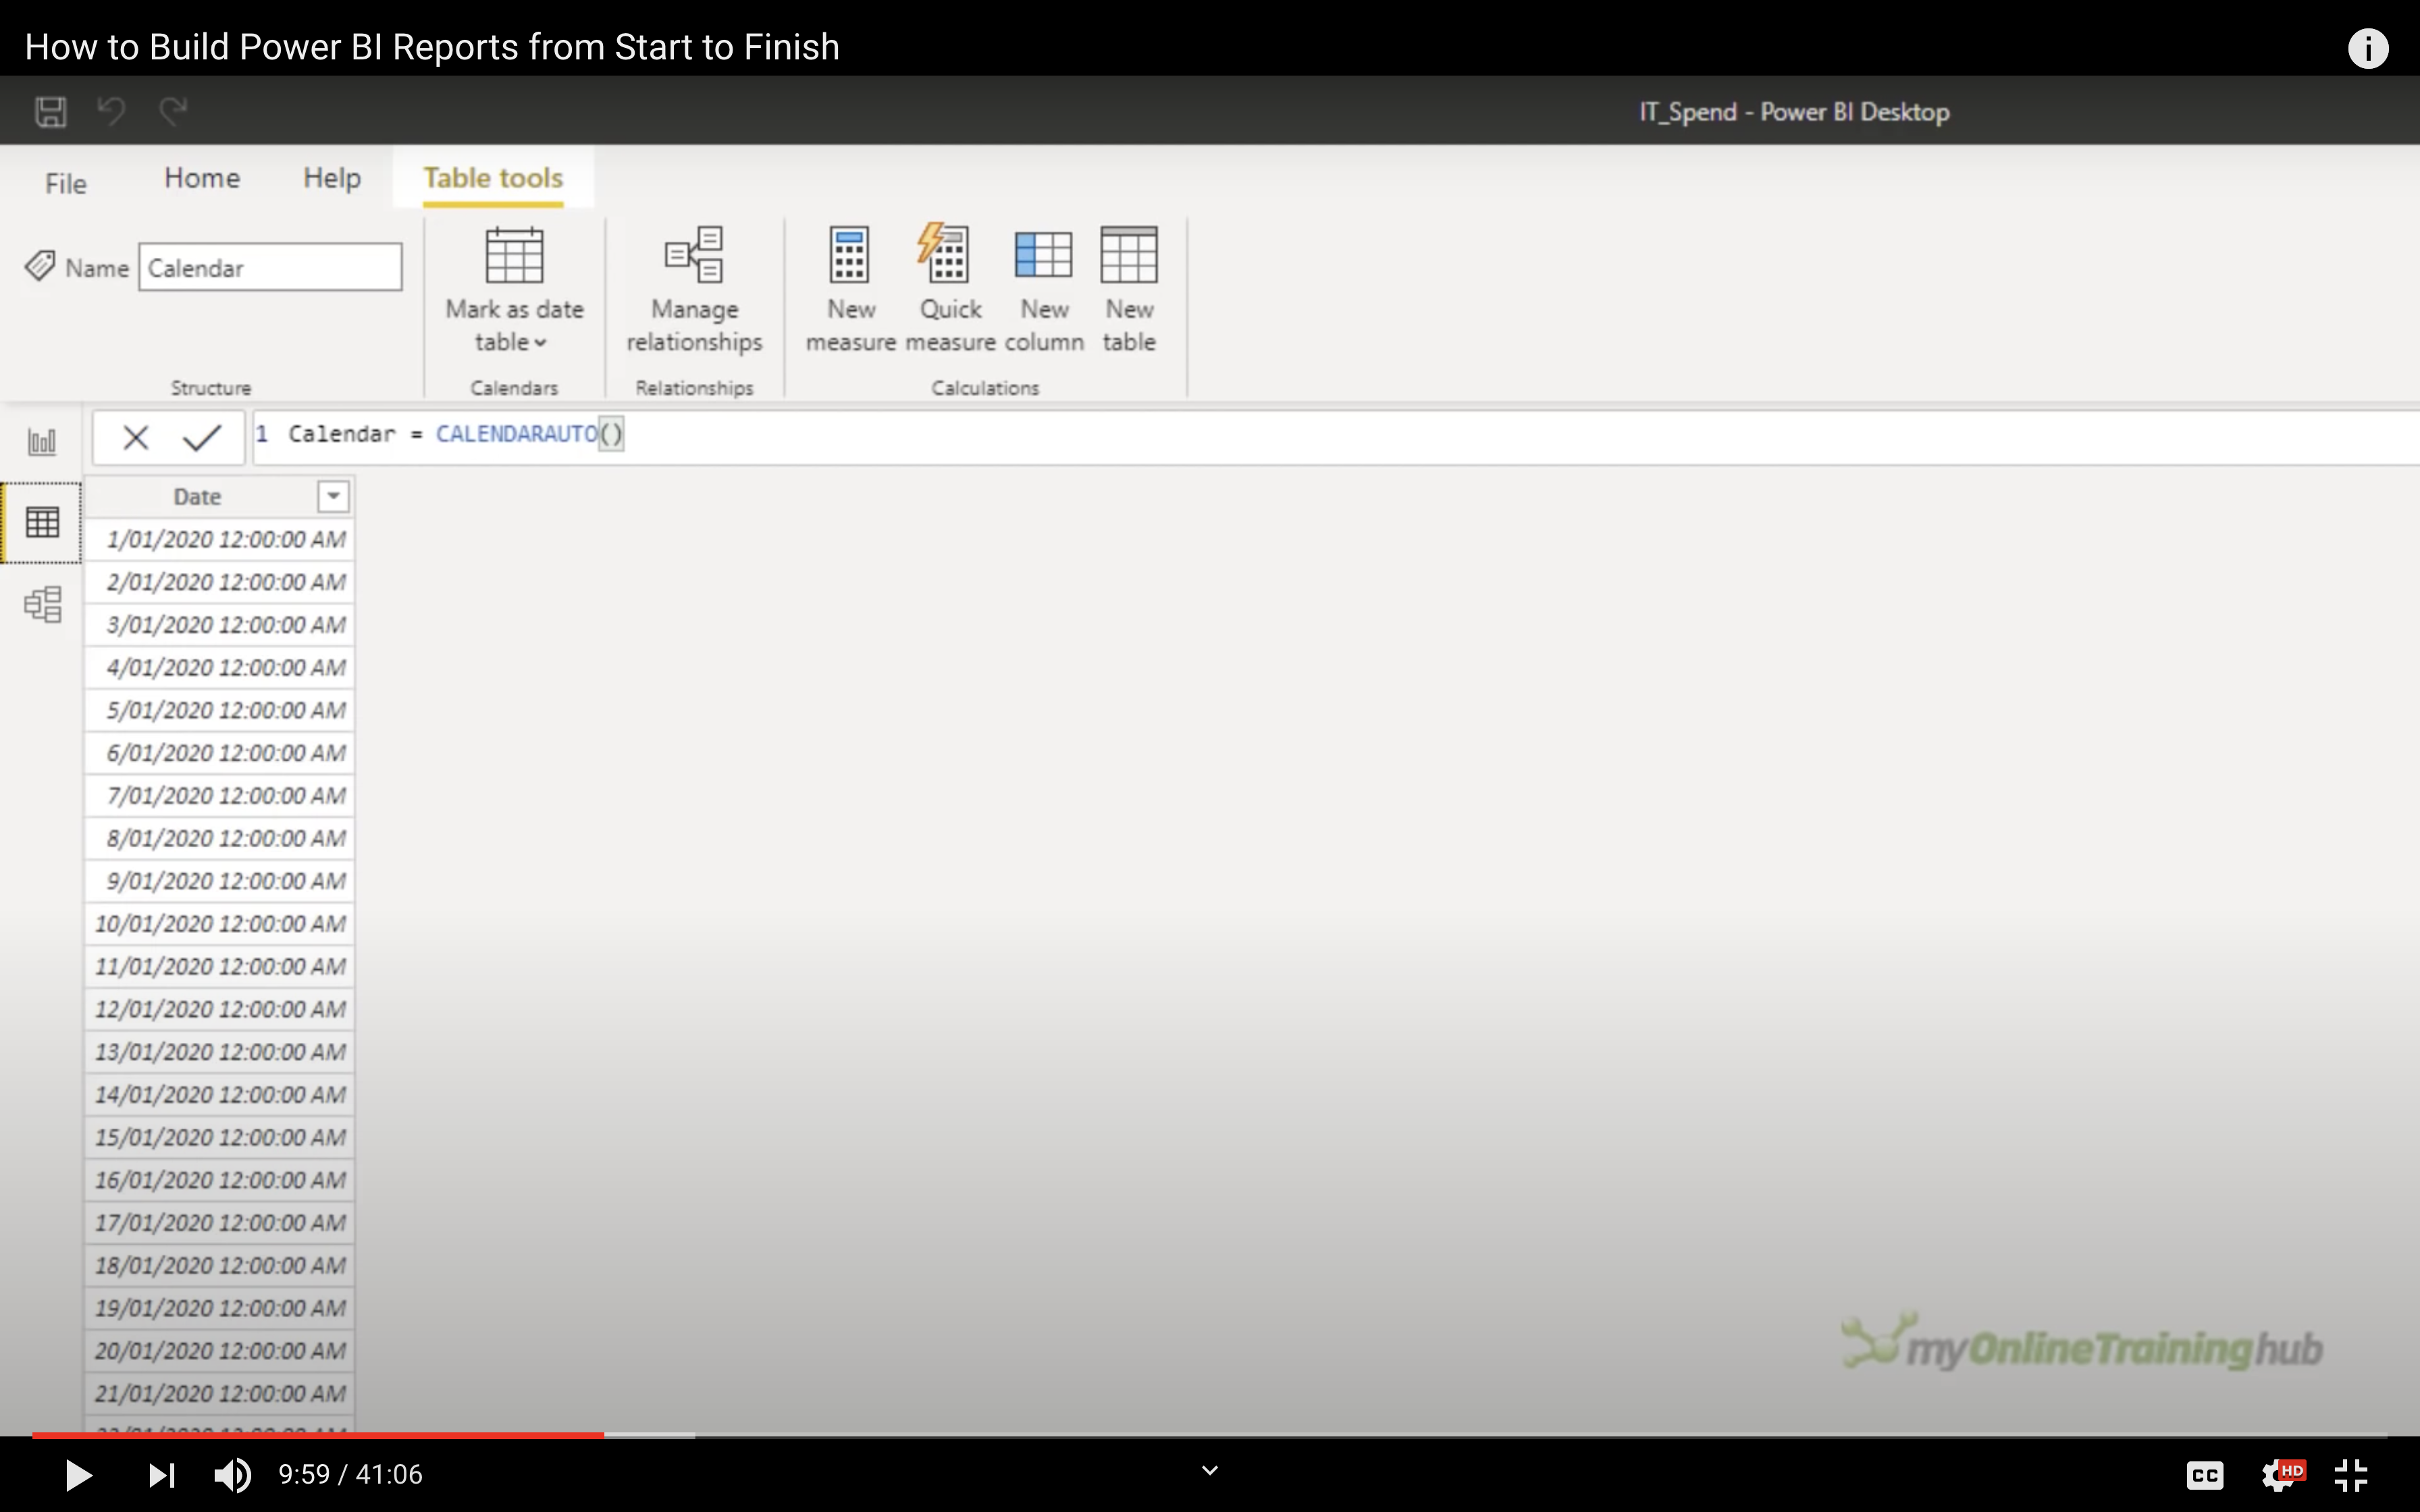 How to Build Power BI Reports from Start to Finish
IT_Spend - Power BI Desktop
File Home Help Table tools
Name Calendar
Mark as date table
Manage relationships
New measure
Quick measure
New column
New table
Structure Calendars Relationships Calculations
1 Calendar = CALENDARAUTO()
Date
1/01/2020 12:00:00 AM
2/01/2020 12:00:00 AM
3/01/2020 12:00:00 AM
4/01/2020 12:00:00 AM
5/01/2020 12:00:00 AM
6/01/2020 12:00:00 AM
7/01/2020 12:00:00 AM
8/01/2020 12:00:00 AM
9/01/2020 12:00:00 AM
10/01/2020 12:00:00 AM
11/01/2020 12:00:00 AM
12/01/2020 12:00:00 AM
13/01/2020 12:00:00 AM
14/01/2020 12:00:00 AM
15/01/2020 12:00:00 AM
16/01/2020 12:00:00 AM
17/01/2020 12:00:00 AM
18/01/2020 12:00:00 AM
19/01/2020 12:00:00 AM
20/01/2020 12:00:00 AM
21/01/2020 12:00:00 AM
myOnlineTraininghub
9:59 / 41:06
CC HD